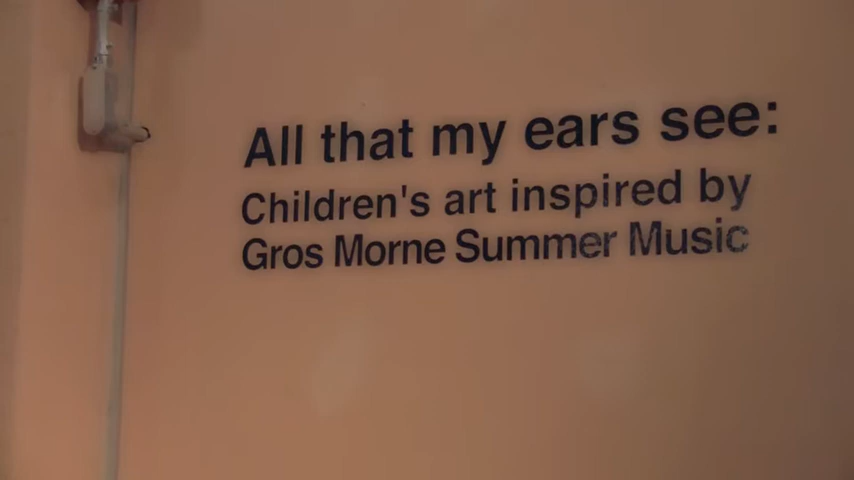 All that my ears see:
Children's art inspired by
Gros Morne Summer Music